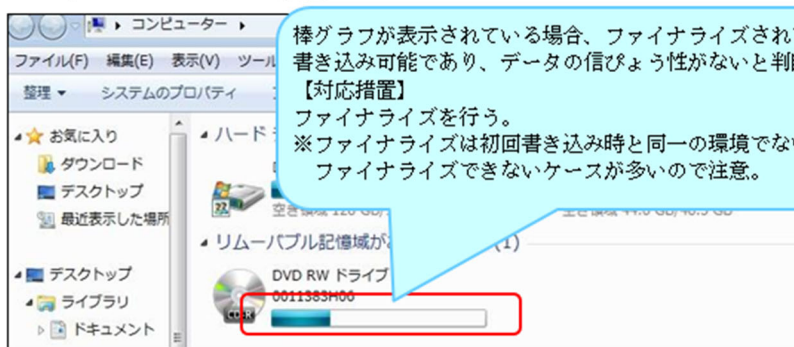 コンピューター
ファイル(F) 編集(E) 表示(V) ツール
整理 システムのプロパティ
お気に入り
ダウンロード
デスクトップ
最近表示した場所
デスクトップ
ライブラリ
ドキュメント
ハード
空き領域
リムーバブル記憶域が
(1)
DVD RW ドライブ
0011383H06
CD-R
棒グラフが表示されている場合、ファイナライズされ
書き込み可能であり、データの信ぴょう性がないと判
【対応措置】
ファイナライズを行う。
※ファイナライズは初回書き込み時と同一の環境でな
ファイナライズできないケースが多いので注意。